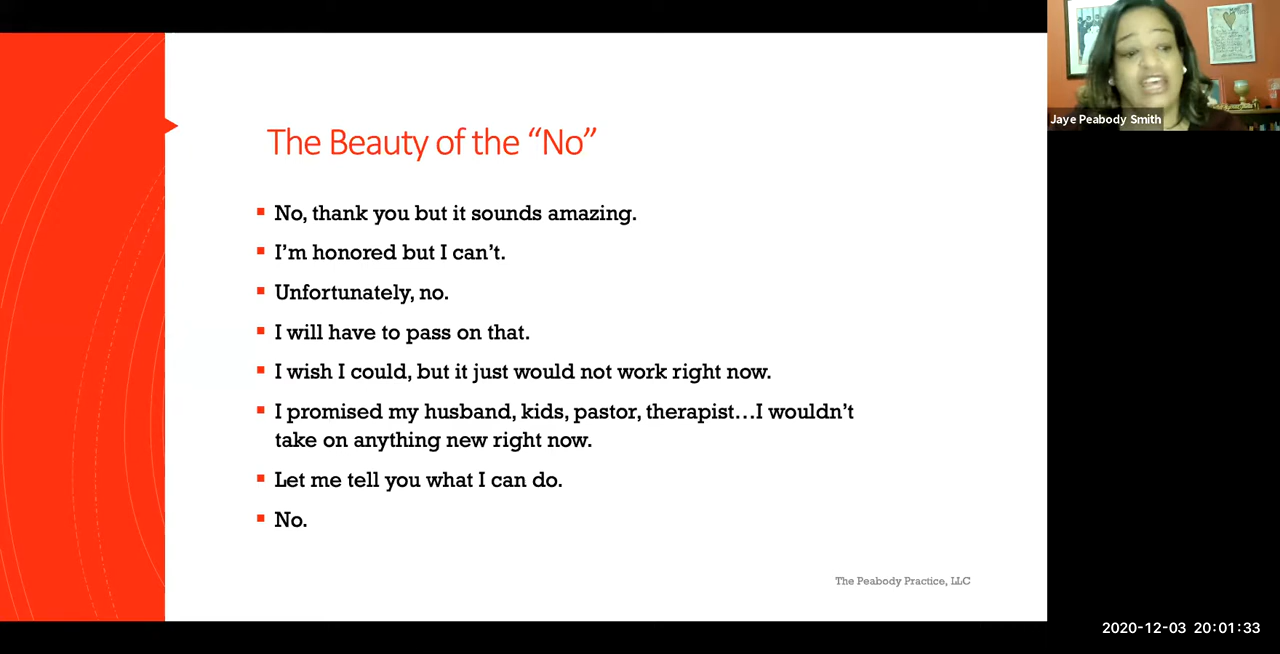 Jaye Peabody Smith
The Beauty of the “No”
No, thank you but it sounds amazing.
I’m honored but I can’t.
Unfortunately, no.
I will have to pass on that.
I wish I could, but it just would not work right now.
I promised my husband, kids, pastor, therapist…I wouldn’t
take on anything new right now.
Let me tell you what I can do.
No.
The Peabody Practice, LLC
2020-12-03 20:01:33